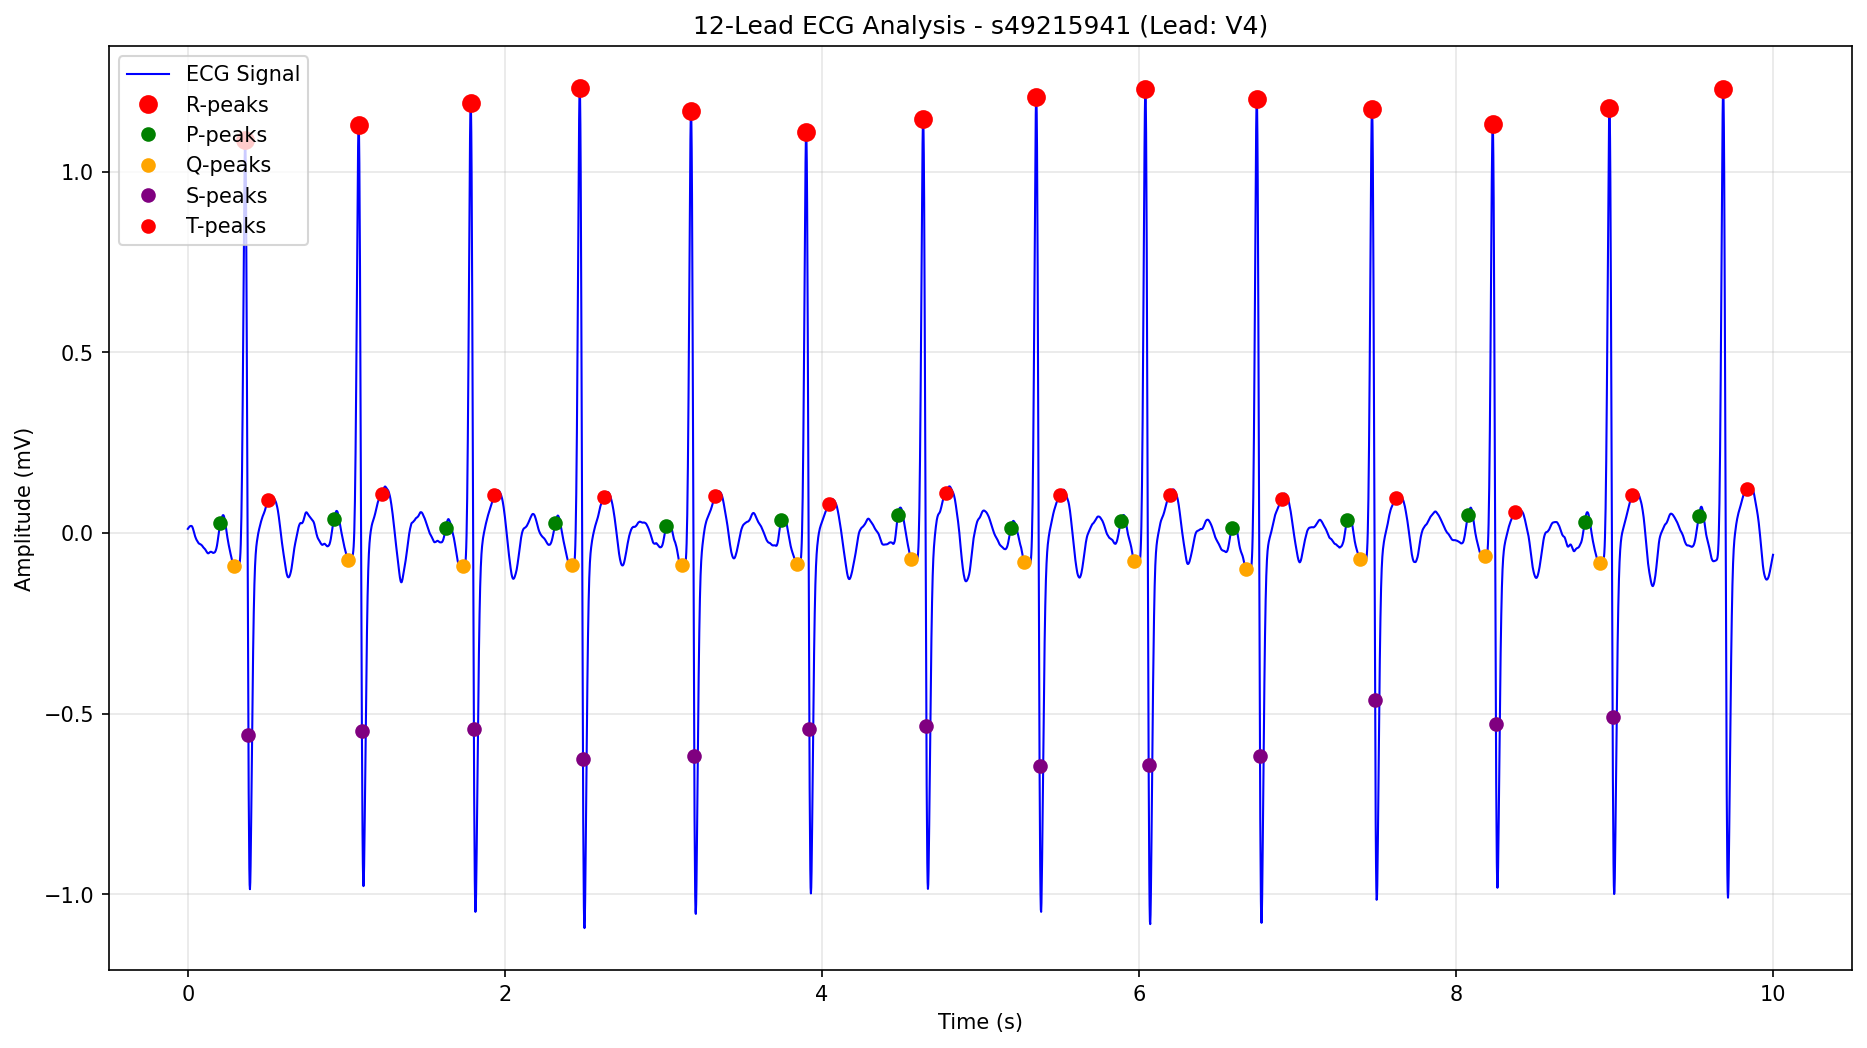 12-Lead ECG Analysis - s49215941 (Lead: V4)
ECG Signal
R-peaks
P-peaks
Q-peaks
S-peaks
T-peaks
Amplitude (mV)
1.0
0.5
0.0
−0.5
−1.0
0 2 4 6 8 10
Time (s)